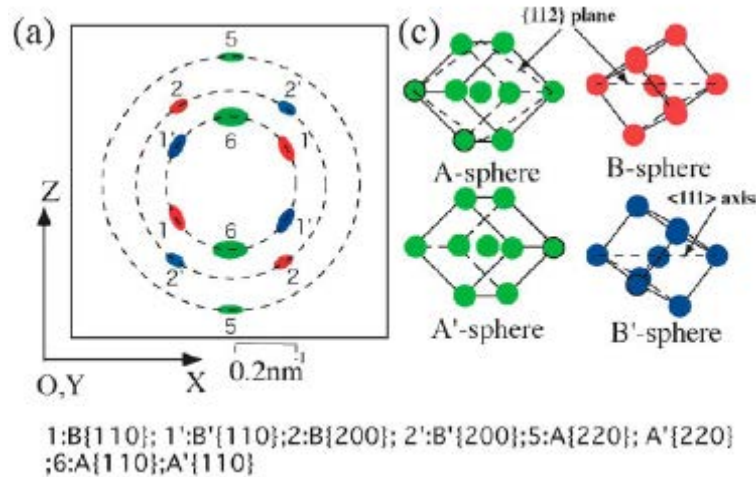 (a)
5
2
2'
1'
6
1
Z
1
6
1'
2'
2
5
O,Y
X
0.2nm-1
(c)
{112} plane
A-sphere
B-sphere
<111> axis
A'-sphere
B'-sphere
1:B{110}; 1':B'{110};2:B{200}; 2':B'{200};5:A{220}; A'{220}
;6:A{110};A'{110}